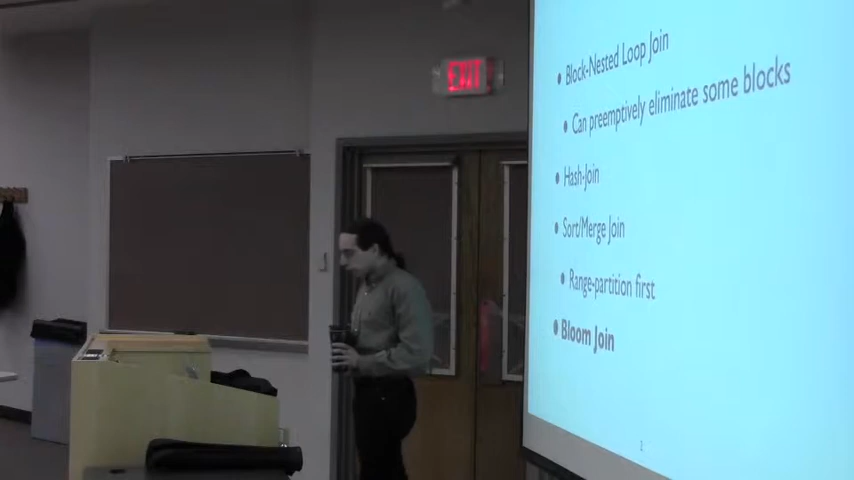 EXIT
• Block-Nested Loop Join
• Can preemptively eliminate some blocks
• Hash-Join
• Sort/Merge Join
• Range-partition first
• Bloom Join